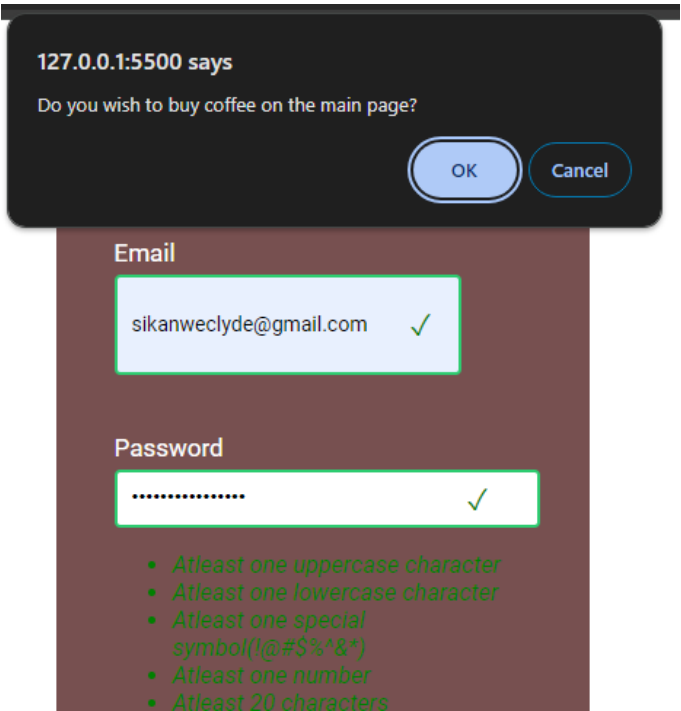 127.0.0.1:5500 says
Do you wish to buy coffee on the main page?
OK
Cancel
Email
sikanweclyde@gmail.com
Password
Atleast one uppercase character
Atleast one lowercase character
Atleast one special
symbol(!@#$%^&*)
Atleast one number
Atleast 20 characters